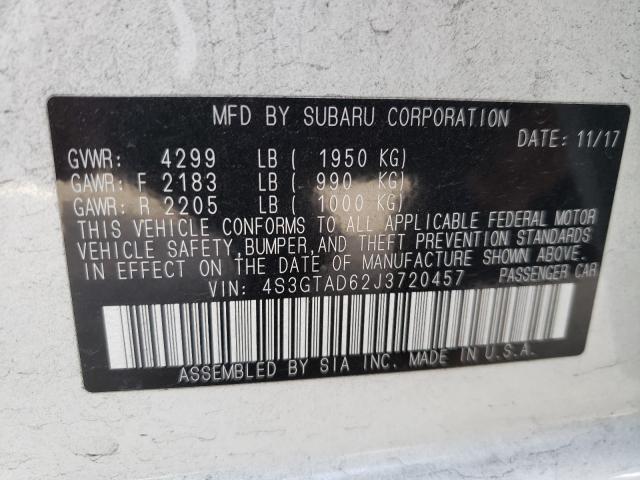 MFD BY SUBARU CORPORATION
DATE: 11/17
GVWR: 4299 LB ( 1950 KG)
GAWR: F 2183 LB ( 990 KG)
GAWR: R 2205 LB ( 1000 KG)
THIS VEHICLE CONFORMS TO ALL APPLICABLE FEDERAL MOTOR
VEHICLE SAFETY, BUMPER, AND THEFT PREVENTION STANDARDS
IN EFFECT ON THE DATE OF MANUFACTURE SHOWN ABOVE.
VIN: 4S3GTAD62J3720457 PASSENGER CAR
ASSEMBLED BY SIA INC. MADE IN U.S.A.